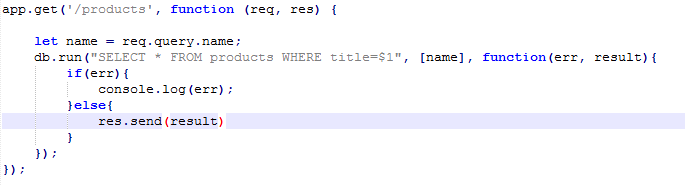 app.get('/products', function (req, res) {
let name = req.query.name;
db.run("SELECT * FROM products WHERE title=$1", [name], function(err, result){
if(err){
console.log(err);
}else{
res.send(result)
}
});
});